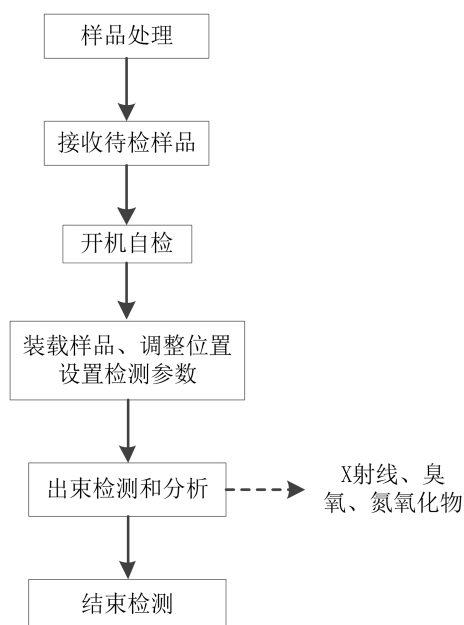 样品处理
接收待检样品
开机自检
装载样品、调整位置
设置检测参数
出束检测和分析
X射线、臭
氧、氮氧化物
结束检测